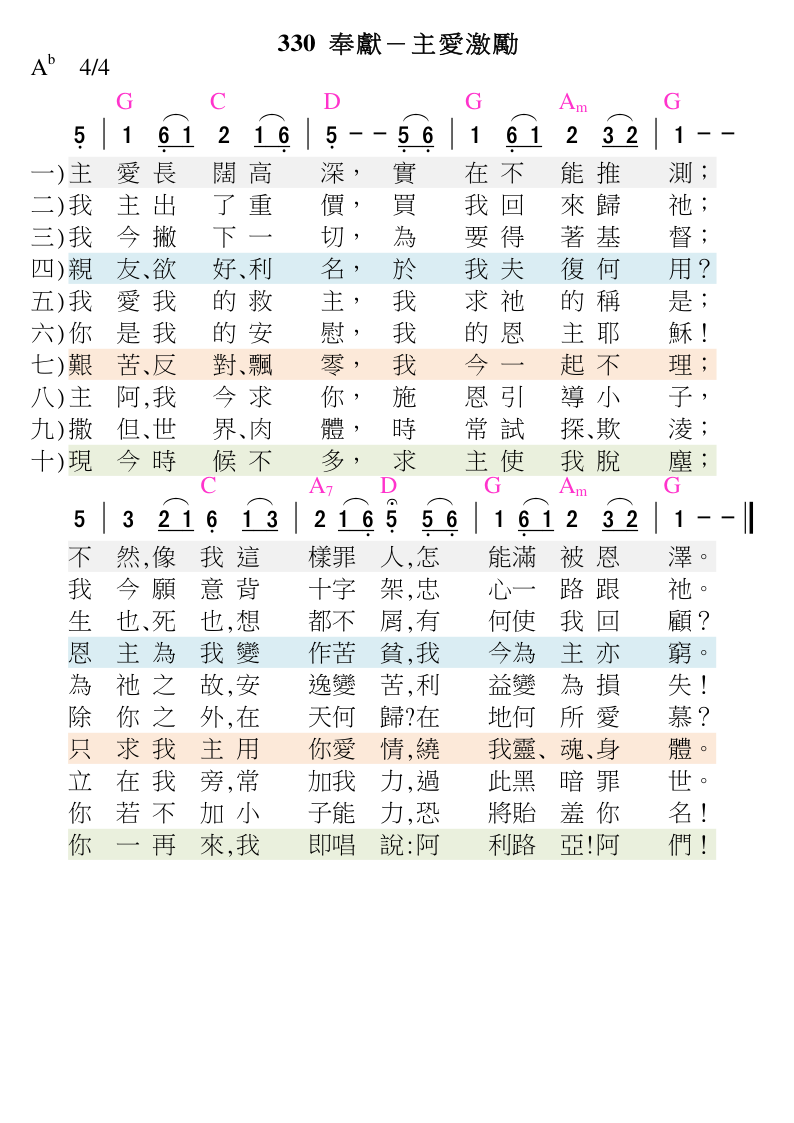 330 奉獻－主愛激勵
A♭ 4/4
G C D G Am G
5 | 1 6 1 2 1 6 | 5 - - 5 6 | 1 6 1 2 3 2 | 1 - -
一)主愛長闊高深，實在不能推測；
二)我主出了重價，買我回來歸祂；
三)我今撇下一切，為要得著基督；
四)親友、欲好、利名，於我夫復何用？
五)我愛我的救主，我求祂的稱是；
六)你是我的安慰，我的恩主耶穌！
七)艱苦、反對、飄零，我今一起不理；
八)主阿,我今求你，施恩引導小子，
九)撒但、世界、肉體，時常試探、欺淩；
十)現今時候不多，求主使我脫塵；
C A7 D G Am G
5 | 3 2 1 6 1 3 | 2 1 6 5 5 6 | 1 6 1 2 3 2 | 1 - -
不然,像我這樣罪人,怎能滿被恩澤。
我今願意背十字架,忠心一路跟祂。
生也、死也,想都不屑,有何使我回顧？
恩主為我變作苦貧,我今為主亦窮。
為祂之故,安逸變苦,利益變為損失！
除你之外,在天何歸?在地何所愛慕？
只求我主用你愛情,繞我靈、魂、身體。
立在我旁,常加我力,過此黑暗罪世。
你若不加小子能力,恐將貽羞你名！
你一再來,我即唱說:阿利路亞!阿們！